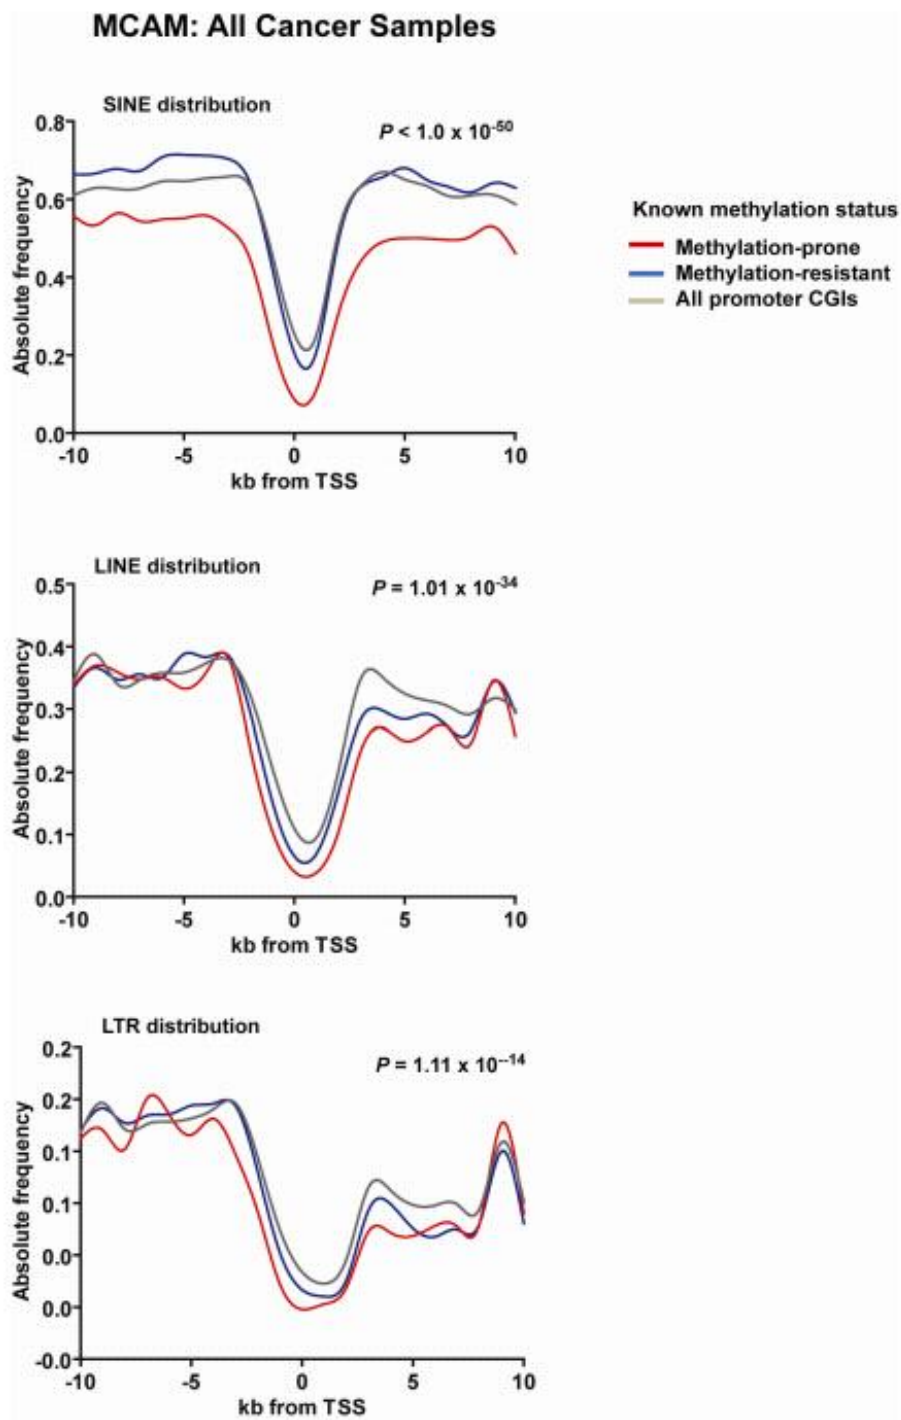 MCAM: All Cancer Samples
SINE distribution
P < 1.0 x 10-50
0.8
0.6
0.4
0.2
0.0
Absolute frequency
-10 -5 0 5 10
kb from TSS
Known methylation status
Methylation-prone
Methylation-resistant
All promoter CGIs
LINE distribution
P = 1.01 x 10-34
0.5
0.4
0.3
0.2
0.1
0.0
Absolute frequency
-10 -5 0 5 10
kb from TSS
LTR distribution
P = 1.11 x 10--14
0.2
0.2
0.1
0.1
0.0
0.0
-0.0
Absolute frequency
-10 -5 0 5 10
kb from TSS